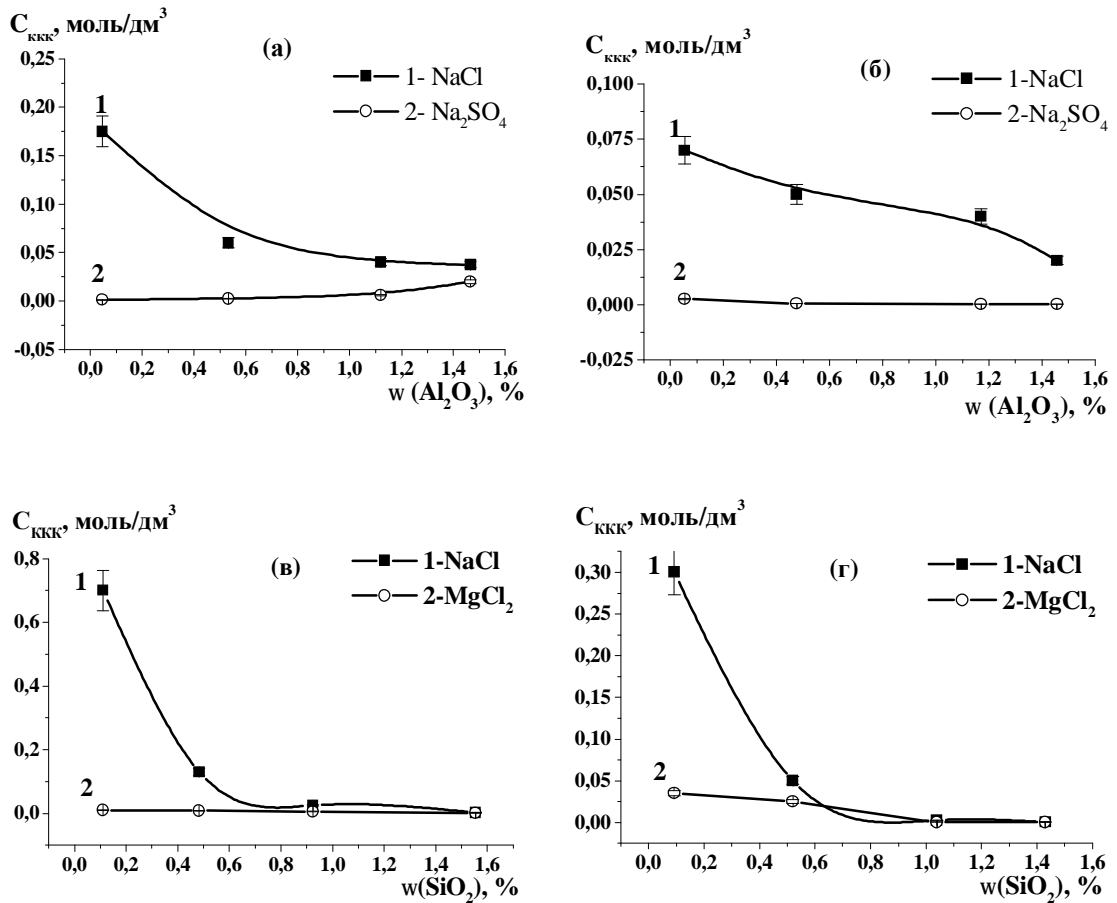 C_ккк, моль/дм³
(а)
1- NaCl
2- Na₂SO₄
0,25
0,20
0,15
0,10
0,05
0,00
-0,05
1
2
0,0 0,2 0,4 0,6 0,8 1,0 1,2 1,4 1,6
w (Al₂O₃), %
C_ккк, моль/дм³
(б)
1-NaCl
2-Na₂SO₄
0,100
0,075
0,050
0,025
0,000
-0,025
1
2
0,0 0,2 0,4 0,6 0,8 1,0 1,2 1,4 1,6
w (Al₂O₃), %
C_ККК, моль/дм³
(в)
1-NaCl
2-MgCl₂
0,8
0,6
0,4
0,2
0,0
1
2
0,0 0,2 0,4 0,6 0,8 1,0 1,2 1,4 1,6
w(SiO₂), %
C_ККК, моль/дм³
(г)
1-NaCl
2-MgCl₂
0,30
0,25
0,20
0,15
0,10
0,05
0,00
1
2
0,0 0,2 0,4 0,6 0,8 1,0 1,2 1,4 1,6
w(SiO₂), %